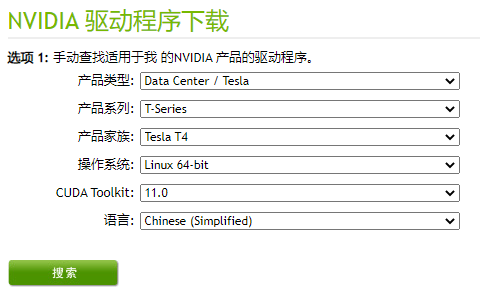 NVIDIA 驱动程序下载
选项 1: 手动查找适用于我 的NVIDIA 产品的驱动程序。
产品类型: Data Center / Tesla
产品系列: T-Series
产品家族: Tesla T4
操作系统: Linux 64-bit
CUDA Toolkit: 11.0
语言: Chinese (Simplified)
搜索